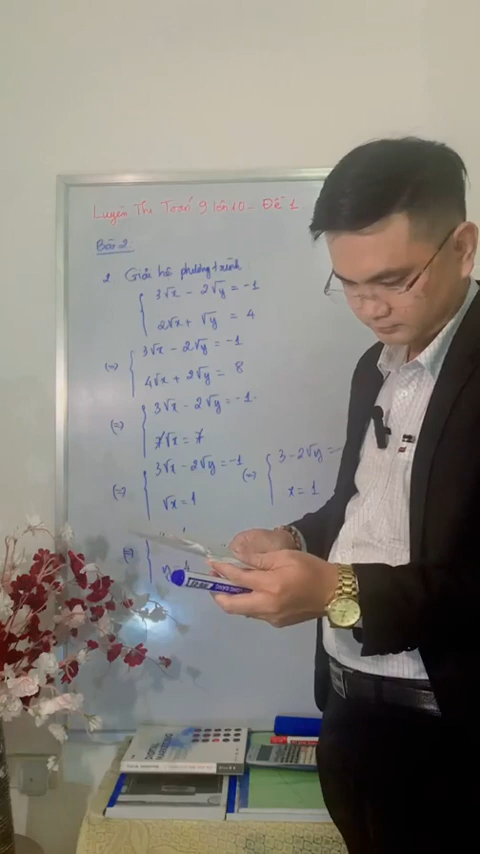 Luyện Thi Toán 9 lên 10 - Đề 1
Bài 2
1 Giải hệ phương trình
3√x - 2√y = -1
2√x + √y = 4
(=) 3√x - 2√y = -1
4√x + 2√y = 8
(=) 3√x - 2√y = -1
7√x = 7
(=) 3√x - 2√y = -1 (=) 3 - 2√y =
√x = 1 x = 1
(=)
DIGITAL MARKETING